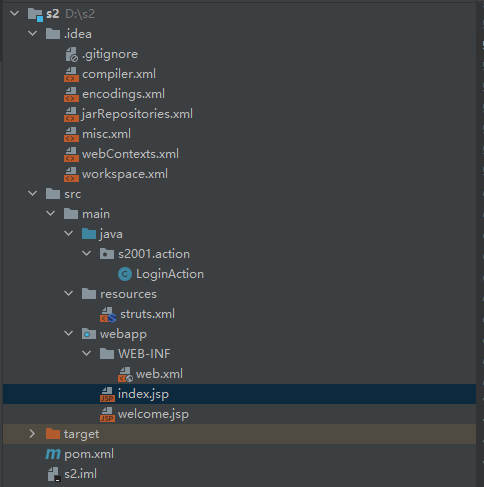 s2 D:\s2
.idea
.gitignore
compiler.xml
encodings.xml
jarRepositories.xml
misc.xml
webContexts.xml
workspace.xml
src
main
java
s2001.action
C LoginAction
resources
struts.xml
webapp
WEB-INF
web.xml
JSP index.jsp
JSP welcome.jsp
target
m pom.xml
s2.iml